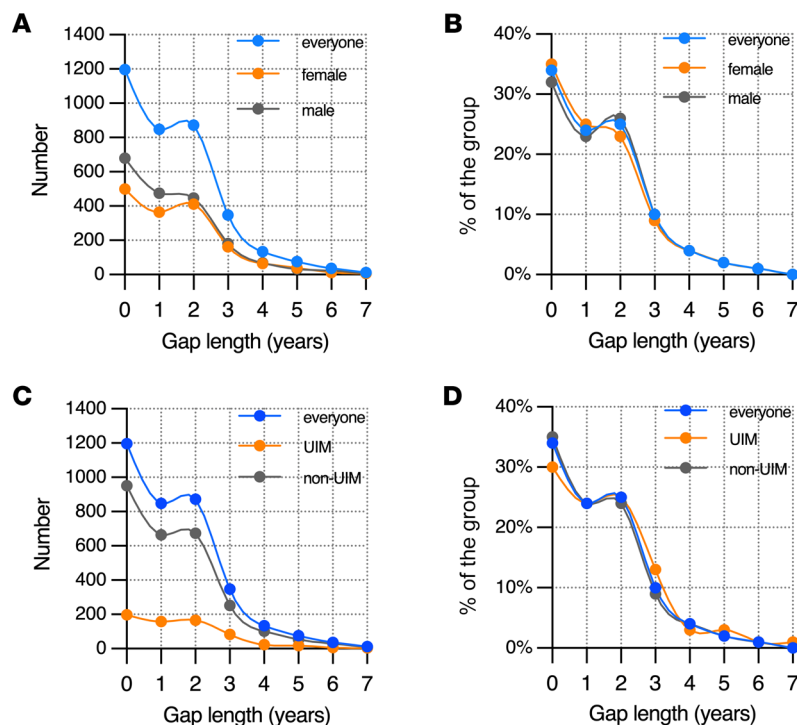 A
1400
1200
1000
800
600
400
200
0
Number
everyone
female
male
0 1 2 3 4 5 6 7
Gap length (years)
B
40%
30%
20%
10%
0%
% of the group
everyone
female
male
0 1 2 3 4 5 6 7
Gap length (years)
C
1400
1200
1000
800
600
400
200
0
Number
everyone
UIM
non-UIM
0 1 2 3 4 5 6 7
Gap length (years)
D
40%
30%
20%
10%
0%
% of the group
everyone
UIM
non-UIM
0 1 2 3 4 5 6 7
Gap length (years)